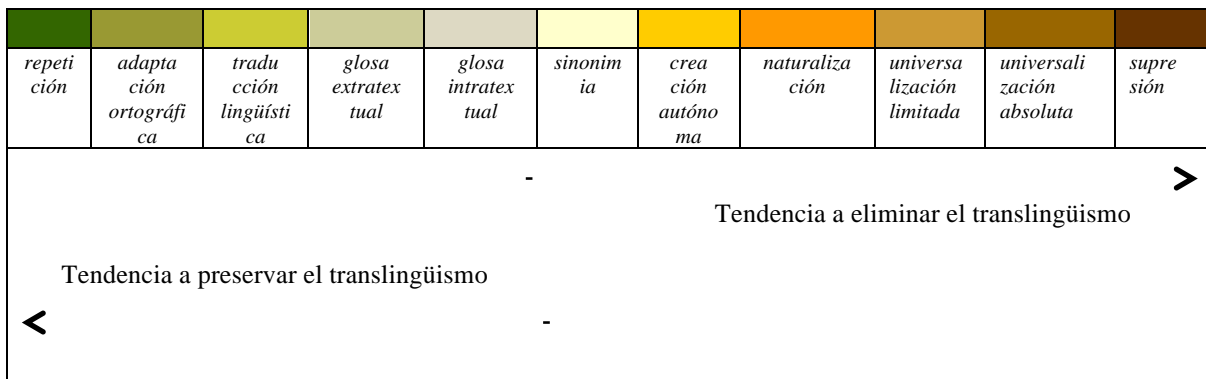 repeti adapta tradu glosa glosa sinonim crea naturaliza universa universali supre
ción ción cción extratex intratex ia ción ción lización zación sión
ortográfi lingüísti tual tual autóno limitada absoluta
ca ca ma
-
>
Tendencia a eliminar el translingüismo
Tendencia a preservar el translingüismo
<
-